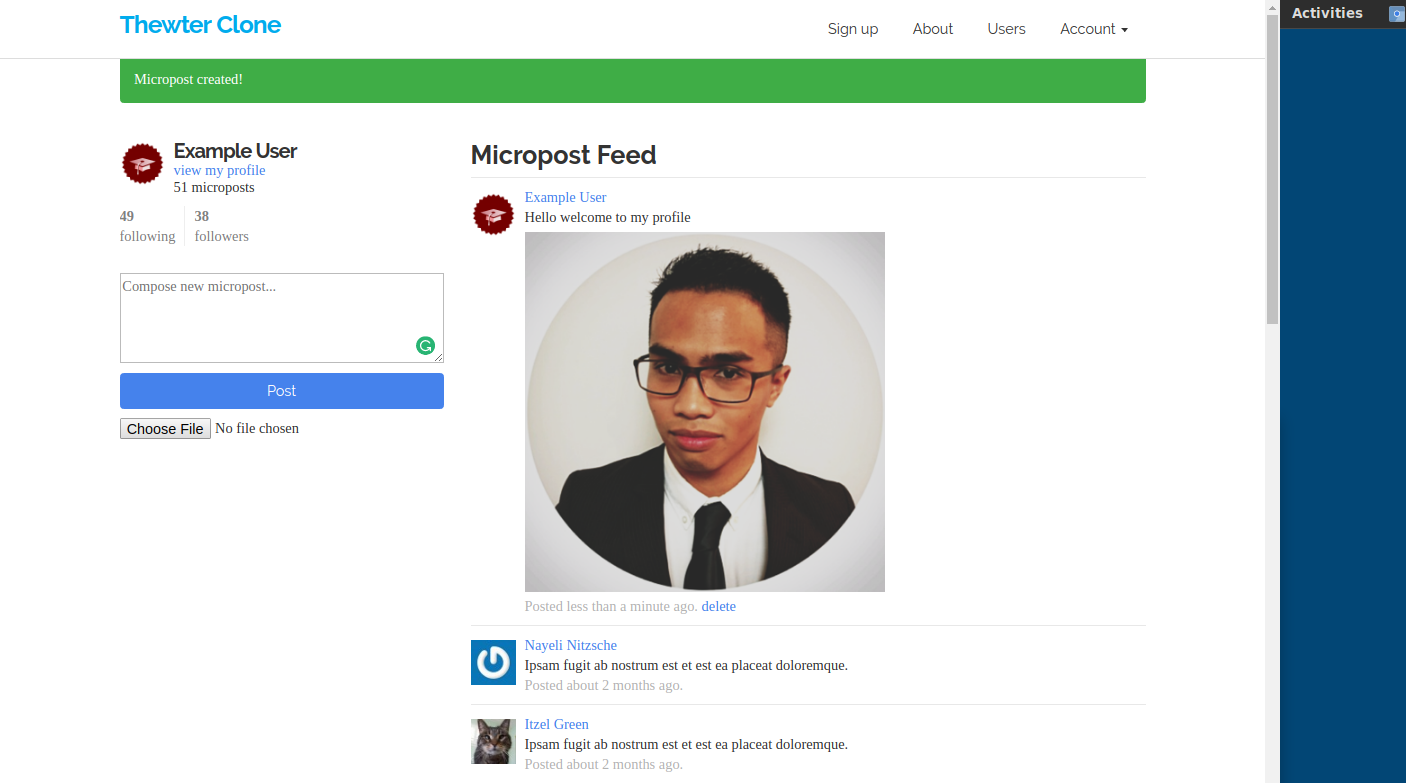 Thewter Clone
Sign up
About
Users
Account
Activities
Micropost created!
Example User
view my profile
51 microposts
49
following
38
followers
Compose new micropost...
Post
Choose File No file chosen
Micropost Feed
Example User
Hello welcome to my profile
Posted less than a minute ago. delete
Nayeli Nitzsche
Ipsam fugit ab nostrum est et est ea placeat doloremque.
Posted about 2 months ago.
Itzel Green
Ipsam fugit ab nostrum est et est ea placeat doloremque.
Posted about 2 months ago.